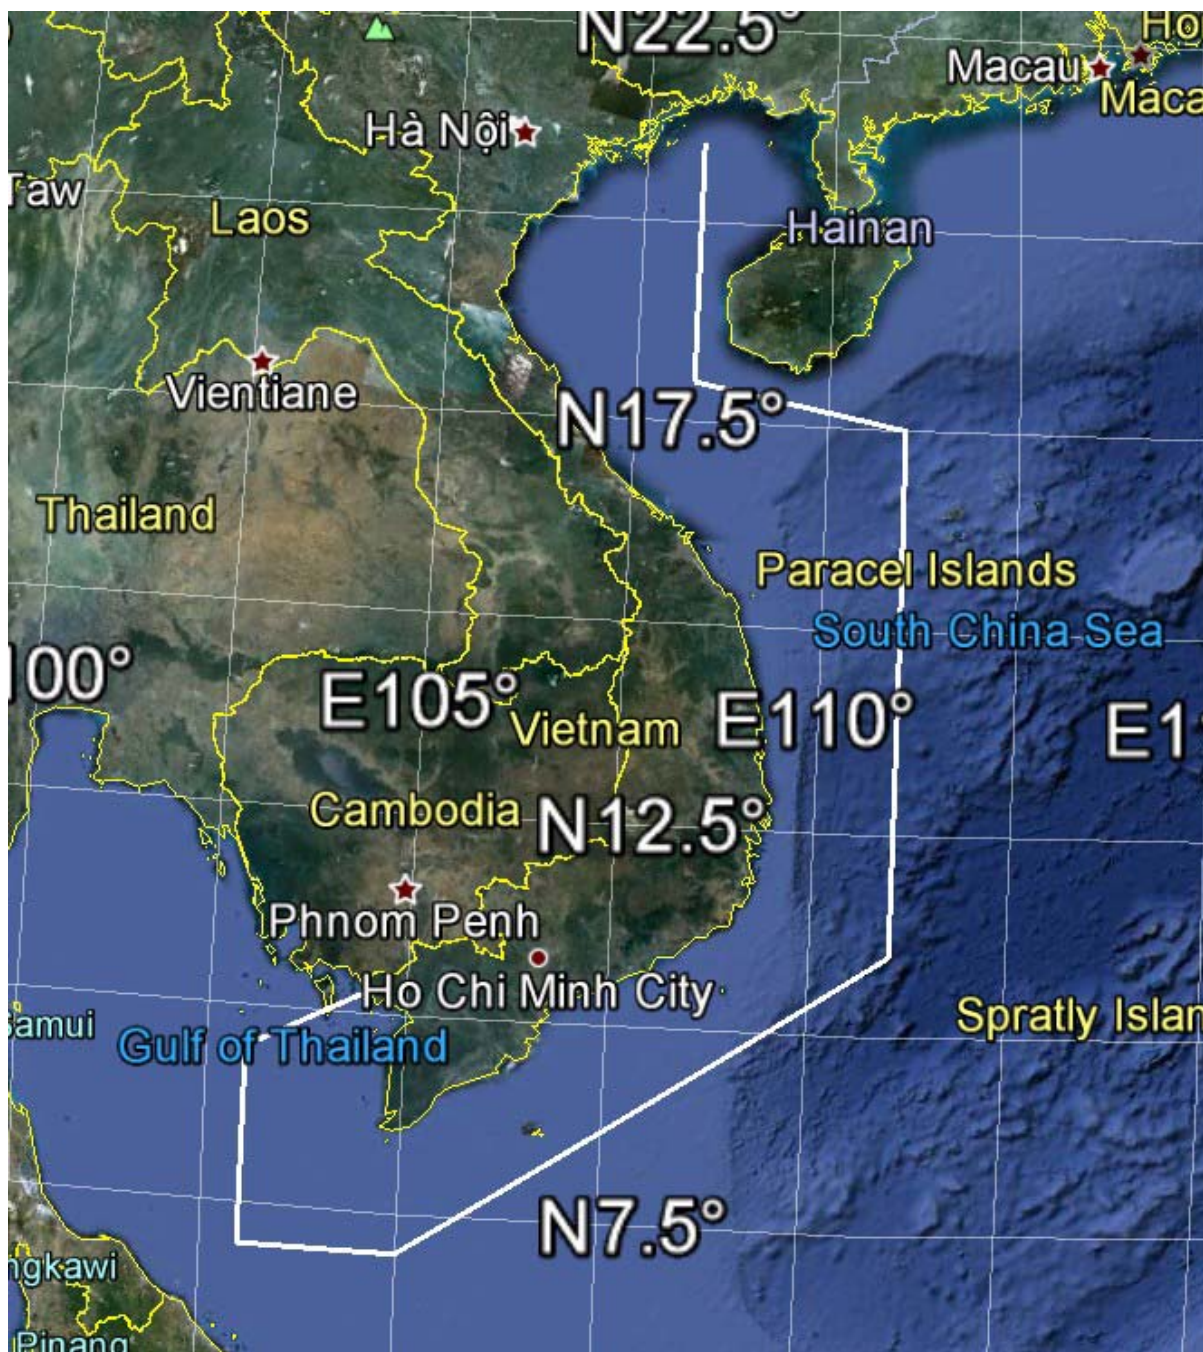 N22.5°
Ho
Macau
Maca
Hà Nội
Taw
Laos
Hainan
Vientiane
N17.5°
Thailand
Paracel Islands
South China Sea
100°
E105°
Vietnam
E110°
E1
Cambodia
N12.5°
Phnom Penh
Ho Chi Minh City
Spratly Islan
samui
Gulf of Thailand
N7.5°
ngkawi
Pinang